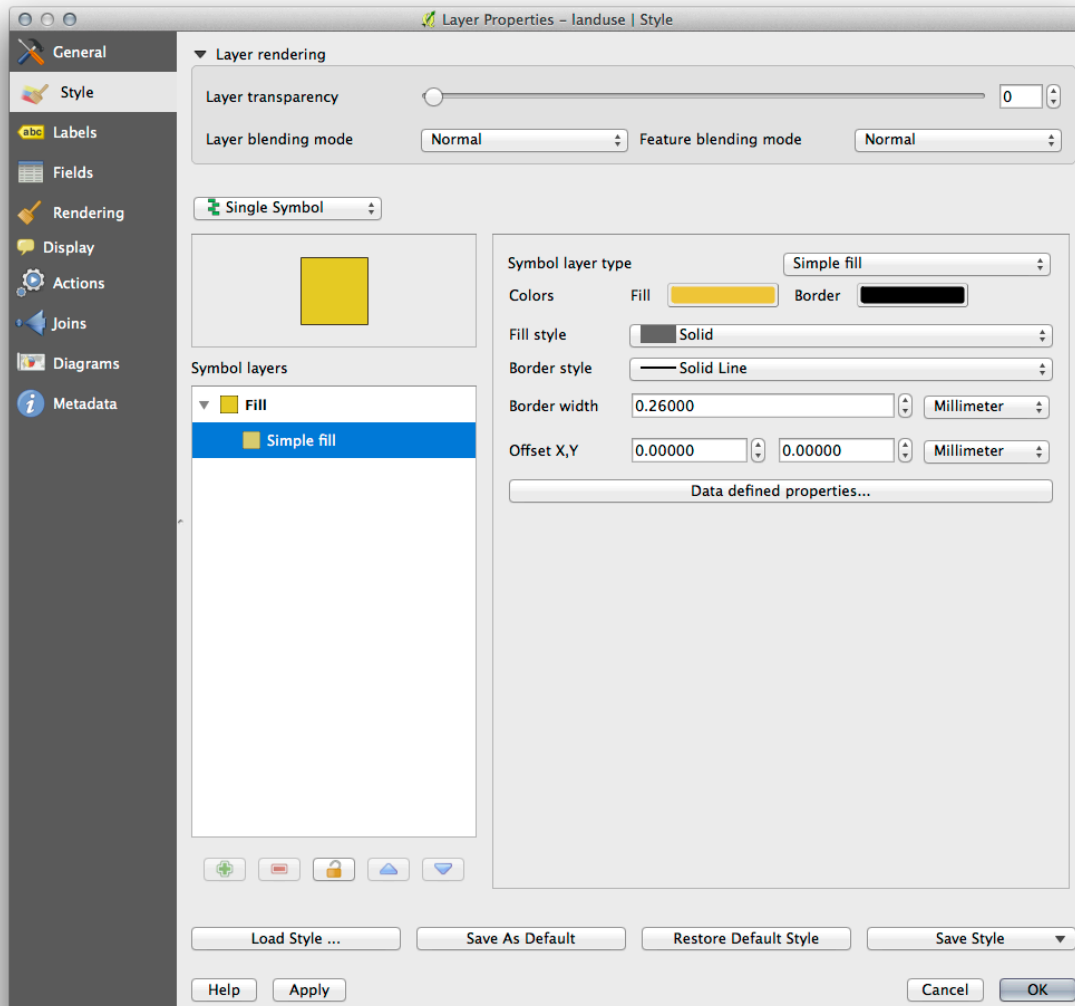 Layer Properties - landuse | Style
General
Style
abc Labels
Fields
Rendering
Display
Actions
Joins
Diagrams
Metadata
Layer rendering
Layer transparency 0
Layer blending mode Normal Feature blending mode Normal
Single Symbol
Symbol layers
Fill
Simple fill
Symbol layer type Simple fill
Colors Fill Border
Fill style Solid
Border style Solid Line
Border width 0.26000 Millimeter
Offset X,Y 0.00000 0.00000 Millimeter
Data defined properties...
Load Style ... Save As Default Restore Default Style Save Style
Help Apply Cancel OK